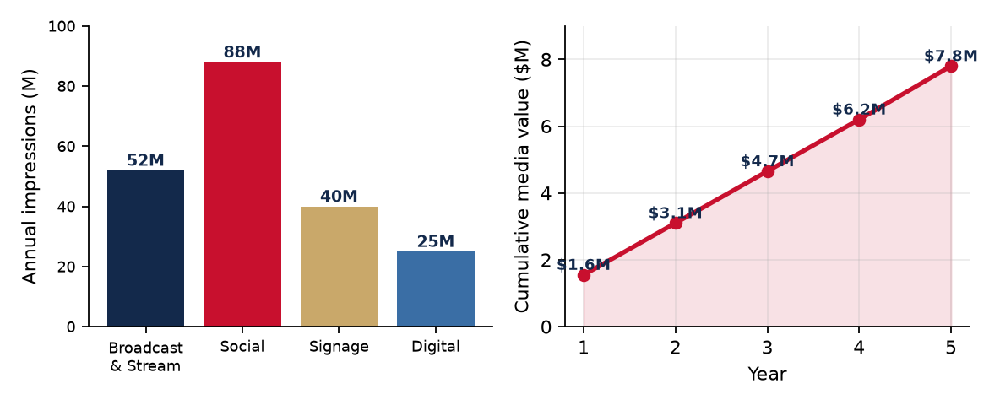 Annual impressions (M)
100
80
60
40
20
0
52M
88M
40M
25M
Broadcast
& Stream
Social
Signage
Digital
Cumulative media value ($M)
8
6
4
2
0
$1.6M
$3.1M
$4.7M
$6.2M
$7.8M
1 2 3 4 5
Year